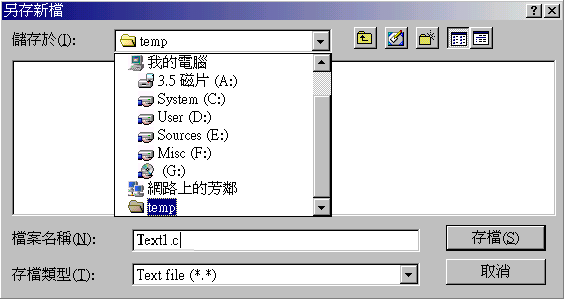 另存新檔
儲存於(I):
temp
我的電腦
3.5 磁片 (A:)
System (C:)
User (D:)
Sources (E:)
Misc (F:)
(G:)
網路上的芳鄰
temp
檔案名稱(N):
Text1.c
存檔(S)
存檔類型(T):
Text file (*.*)
取消